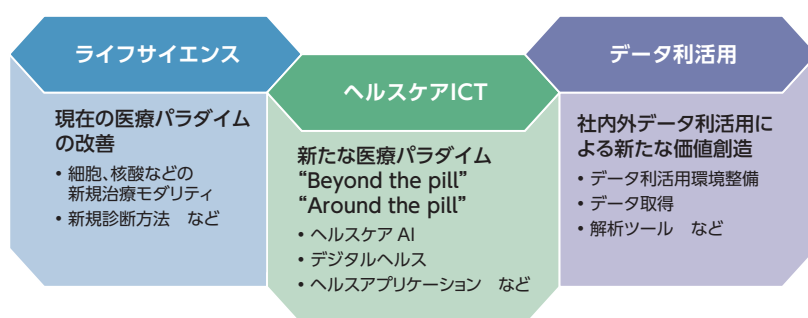 ライフサイエンス
現在の医療パラダイム
の改善
• 細胞、核酸などの
新規治療モダリティ
• 新規診断方法　など
ヘルスケアICT
新たな医療パラダイム
“Beyond the pill”
“Around the pill”
• ヘルスケア AI
• デジタルヘルス
• ヘルスアプリケーション　など
データ利活用
社内外データ利活用に
よる新たな価値創造
• データ利活用環境整備
• データ取得
• 解析ツール　など